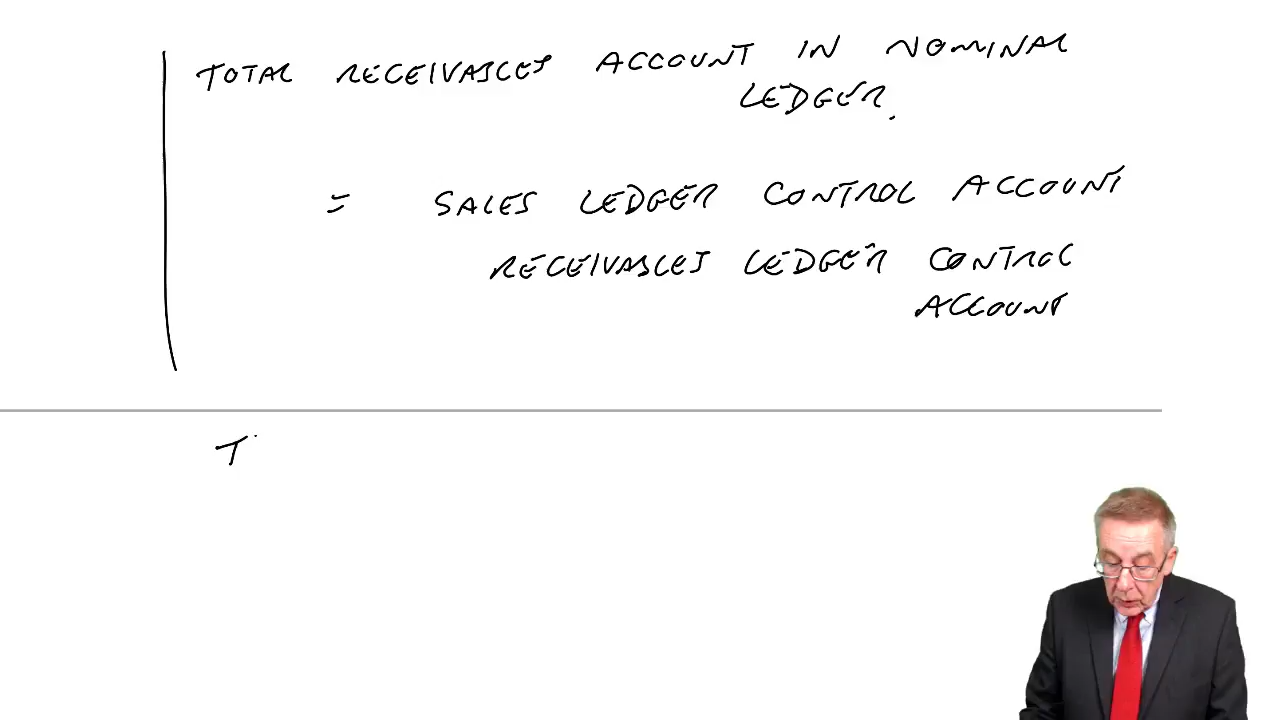 TOTAL RECEIVABLES ACCOUNT IN NOMINAL
LEDGER.
= SALES LEDGER CONTROL ACCOUNT
RECEIVABLES LEDGER CONTROL
ACCOUNT
T